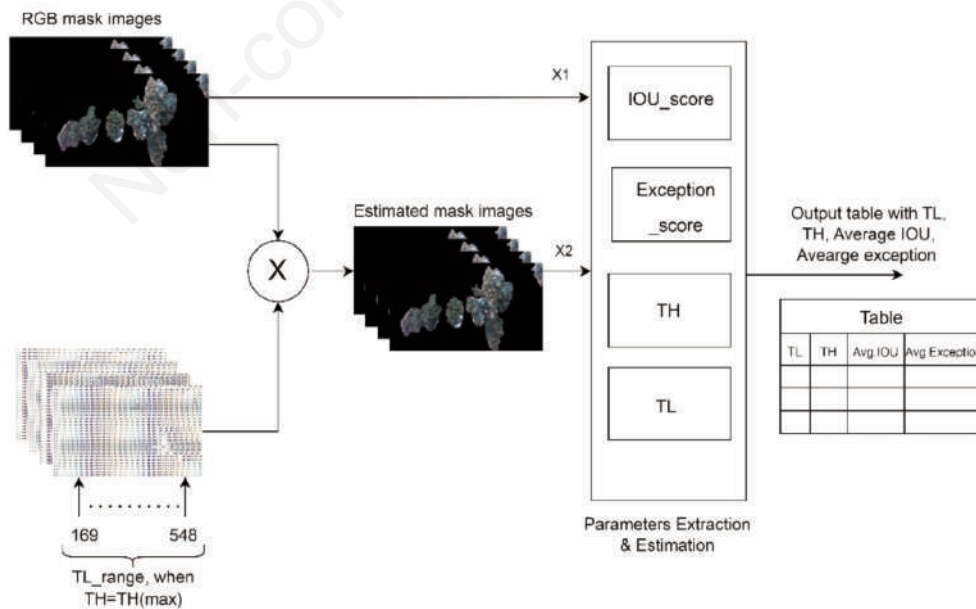 RGB mask images
X1
IOU_score
Exception
_score
TH
TL
Estimated mask images
X2
X
Output table with TL,
TH, Average IOU,
Avearge exception
Table
TL TH Avg.IOU Avg.Exception
169 .......... 548
TL_range, when
TH=TH(max)
Parameters Extraction
& Estimation